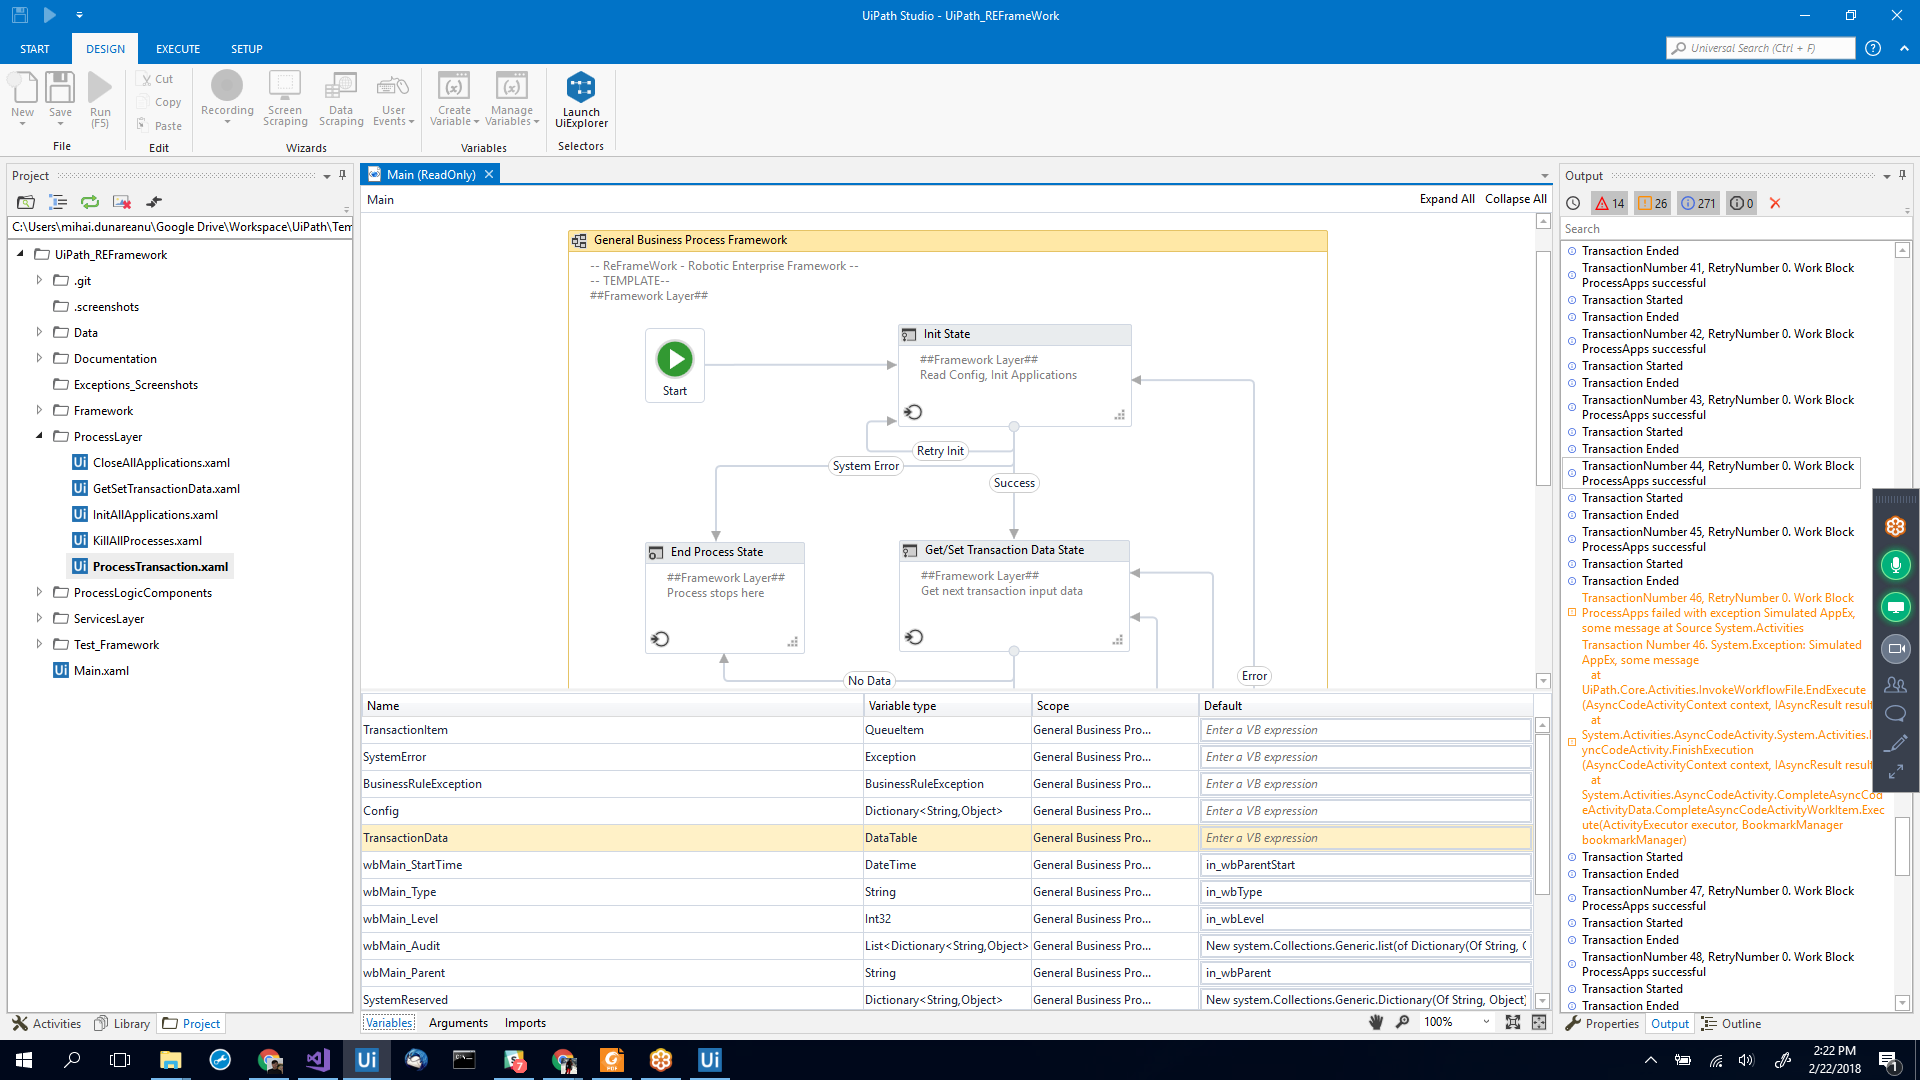 UiPath Studio - UiPath_REFrameWork
START
DESIGN
EXECUTE
SETUP
Universal Search (Ctrl + F)
New
Save
Run
(F5)
File
Cut
Copy
Paste
Edit
Recording
Screen
Scraping
Data
Scraping
User
Events
Wizards
Create
Variable
Manage
Variables
Variables
Launch
UiExplorer
Selectors
Project
C:\Users\mihai.dunareanu\Google Drive\Workspace\UiPath\Tem
UiPath_REFramework
.git
.screenshots
Data
Documentation
Exceptions_Screenshots
Framework
ProcessLayer
Ui CloseAllApplications.xaml
Ui GetSetTransactionData.xaml
Ui InitAllApplications.xaml
Ui KillAllProcesses.xaml
Ui ProcessTransaction.xaml
ProcessLogicComponents
ServicesLayer
Test_Framework
Ui Main.xaml
Activities
Library
Project
Main (ReadOnly)
Main
Expand All
Collapse All
General Business Process Framework
-- ReFrameWork - Robotic Enterprise Framework --
-- TEMPLATE--
##Framework Layer##
Start
Init State
##Framework Layer##
Read Config, Init Applications
Retry Init
System Error
Success
End Process State
##Framework Layer##
Process stops here
Get/Set Transaction Data State
##Framework Layer##
Get next transaction input data
No Data
Error
Name Variable type Scope Default
TransactionItem QueueItem General Business Pro... Enter a VB expression
SystemError Exception General Business Pro... Enter a VB expression
BusinessRuleException BusinessRuleException General Business Pro... Enter a VB expression
Config Dictionary<String,Object> General Business Pro... Enter a VB expression
TransactionData DataTable General Business Pro... Enter a VB expression
wbMain_StartTime DateTime General Business Pro... in_wbParentStart
wbMain_Type String General Business Pro... in_wbType
wbMain_Level Int32 General Business Pro... in_wbLevel
wbMain_Audit List<Dictionary<String,Object> General Business Pro... New system.Collections.Generic.list(of Dictionary(Of String, (
wbMain_Parent String General Business Pro... in_wbParent
SystemReserved Dictionary<String,Object> General Business Pro... New system.Collections.Generic.Dictionary(Of String, Object)
Variables
Arguments
Imports
100%
Output
14
26
271
0
Search
Transaction Ended
TransactionNumber 41, RetryNumber 0. Work Block
ProcessApps successful
Transaction Started
Transaction Ended
TransactionNumber 42, RetryNumber 0. Work Block
ProcessApps successful
Transaction Started
Transaction Ended
TransactionNumber 43, RetryNumber 0. Work Block
ProcessApps successful
Transaction Started
Transaction Ended
TransactionNumber 44, RetryNumber 0. Work Block
ProcessApps successful
Transaction Started
Transaction Ended
TransactionNumber 45, RetryNumber 0. Work Block
ProcessApps successful
Transaction Started
Transaction Ended
TransactionNumber 46, RetryNumber 0. Work Block
ProcessApps failed with exception Simulated AppEx,
some message at Source System.Activities
Transaction Number 46. System.Exception: Simulated
AppEx, some message
at
UiPath.Core.Activities.InvokeWorkflowFile.EndExecute
(AsyncCodeActivityContext context, IAsyncResult result
at
System.Activities.AsyncCodeActivity.System.Activities.I
yncCodeActivity.FinishExecution
(AsyncCodeActivityContext context, IAsyncResult result
at
System.Activities.AsyncCodeActivity.CompleteAsyncCod
eActivityData.CompleteAsyncCodeActivityWorkItem.Exec
ute(ActivityExecutor executor, BookmarkManager
bookmarkManager)
Transaction Started
Transaction Ended
TransactionNumber 47, RetryNumber 0. Work Block
ProcessApps successful
Transaction Started
Transaction Ended
TransactionNumber 48, RetryNumber 0. Work Block
ProcessApps successful
Transaction Started
Transaction Ended
Properties
Output
Outline
Ui
7
PDF
Ui
2:22 PM
2/22/2018
1